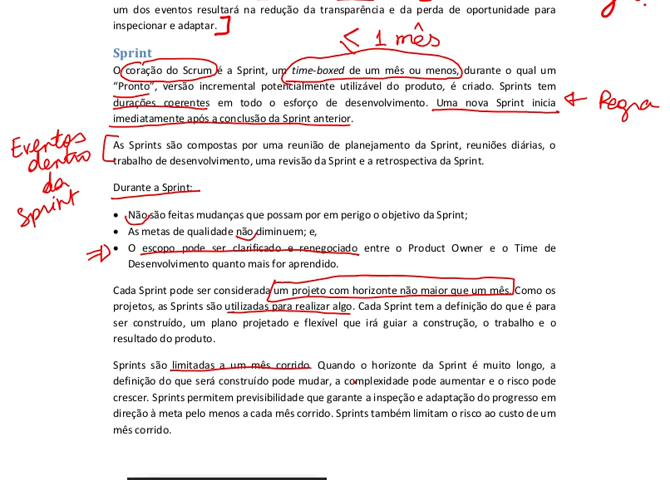 um dos eventos resultará na redução da transparência e da perda de oportunidade para
inspecionar e adaptar.
< 1 mês
Sprint
O coração do Scrum é a Sprint, um time-boxed de um mês ou menos, durante o qual um
“Pronto”, versão incremental potencialmente utilizável do produto, é criado. Sprints tem
durações coerentes em todo o esforço de desenvolvimento. Uma nova Sprint inicia
imediatamente após a conclusão da Sprint anterior.
← Regra
Eventos
dentro
da
Sprint
As Sprints são compostas por uma reunião de planejamento da Sprint, reuniões diárias, o
trabalho de desenvolvimento, uma revisão da Sprint e a retrospectiva da Sprint.
Durante a Sprint:
• Não são feitas mudanças que possam por em perigo o objetivo da Sprint;
• As metas de qualidade não diminuem; e,
⇒ • O escopo pode ser clarificado e renegociado entre o Product Owner e o Time de
Desenvolvimento quanto mais for aprendido.
Cada Sprint pode ser considerada um projeto com horizonte não maior que um mês. Como os
projetos, as Sprints são utilizadas para realizar algo. Cada Sprint tem a definição do que é para
ser construído, um plano projetado e flexível que irá guiar a construção, o trabalho e o
resultado do produto.
Sprints são limitadas a um mês corrido. Quando o horizonte da Sprint é muito longo, a
definição do que será construído pode mudar, a complexidade pode aumentar e o risco pode
crescer. Sprints permitem previsibilidade que garante a inspeção e adaptação do progresso em
direção à meta pelo menos a cada mês corrido. Sprints também limitam o risco ao custo de um
mês corrido.